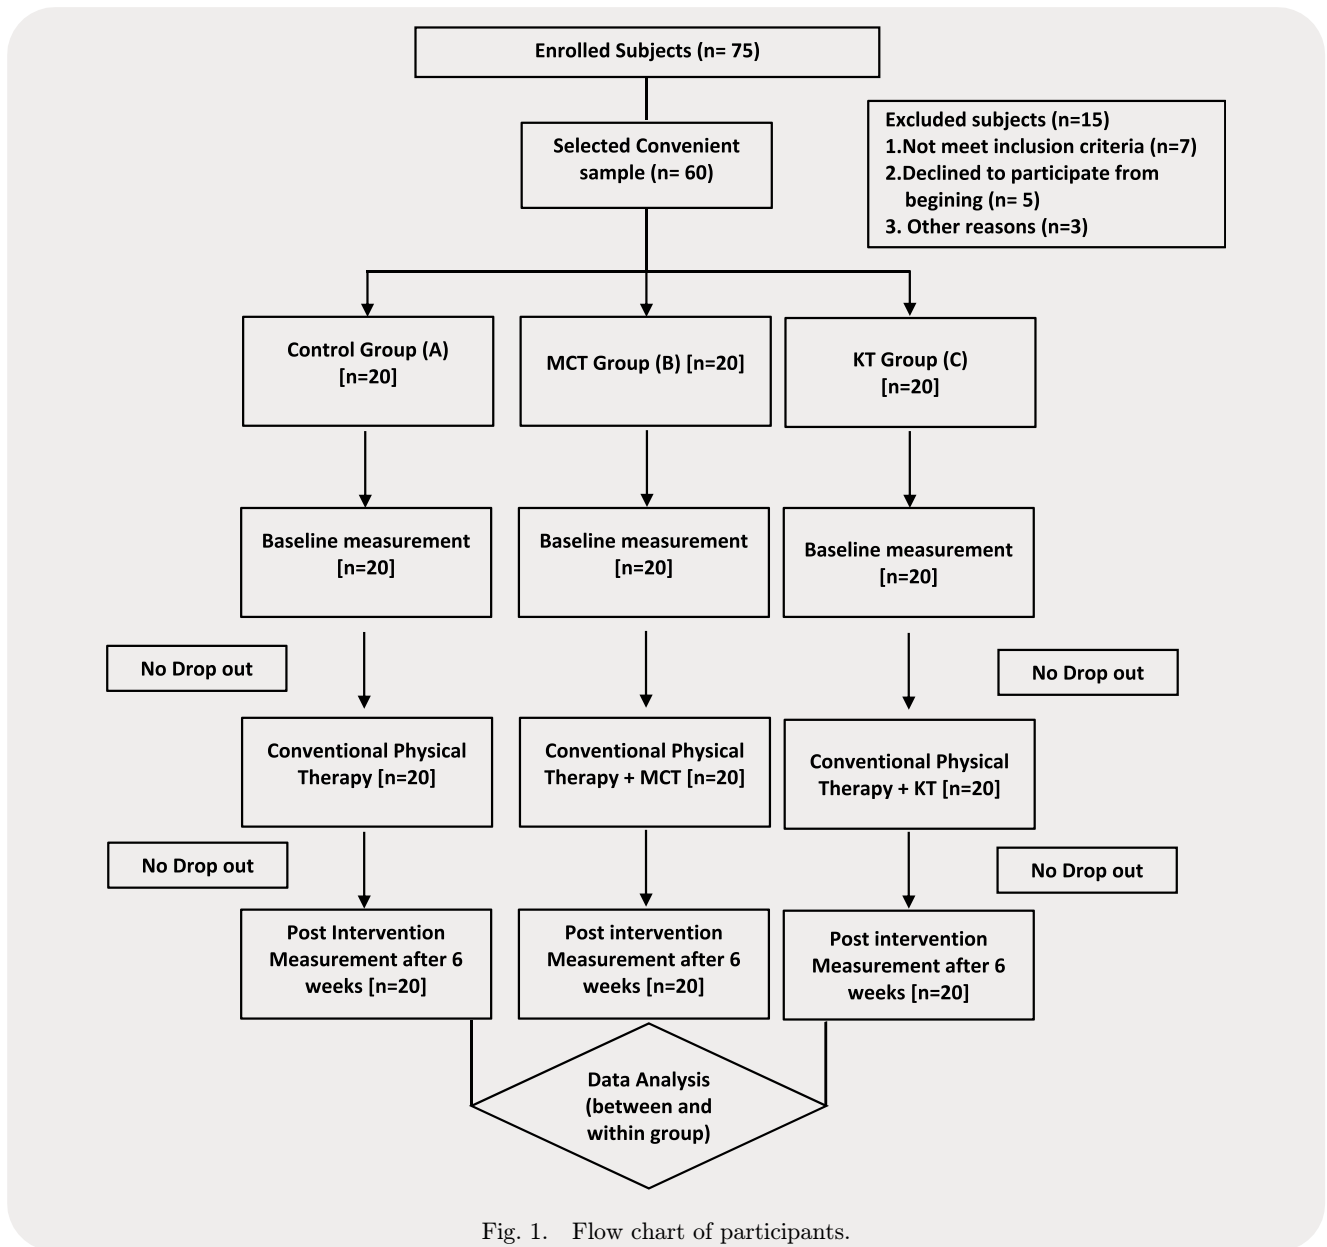 Enrolled Subjects (n= 75)
Selected Convenient
sample (n= 60)
Excluded subjects (n=15)
1.Not meet inclusion criteria (n=7)
2.Declined to participate from
begining (n= 5)
3. Other reasons (n=3)
Control Group (A)
[n=20]
MCT Group (B) [n=20]
KT Group (C)
[n=20]
Baseline measurement
[n=20]
Baseline measurement
[n=20]
Baseline measurement
[n=20]
No Drop out
No Drop out
Conventional Physical
Therapy [n=20]
Conventional Physical
Therapy + MCT [n=20]
Conventional Physical
Therapy + KT [n=20]
No Drop out
No Drop out
Post Intervention
Measurement after 6
weeks [n=20]
Post intervention
Measurement after 6
weeks [n=20]
Post intervention
Measurement after 6
weeks [n=20]
Data Analysis
(between and
within group)
Fig. 1. Flow chart of participants.